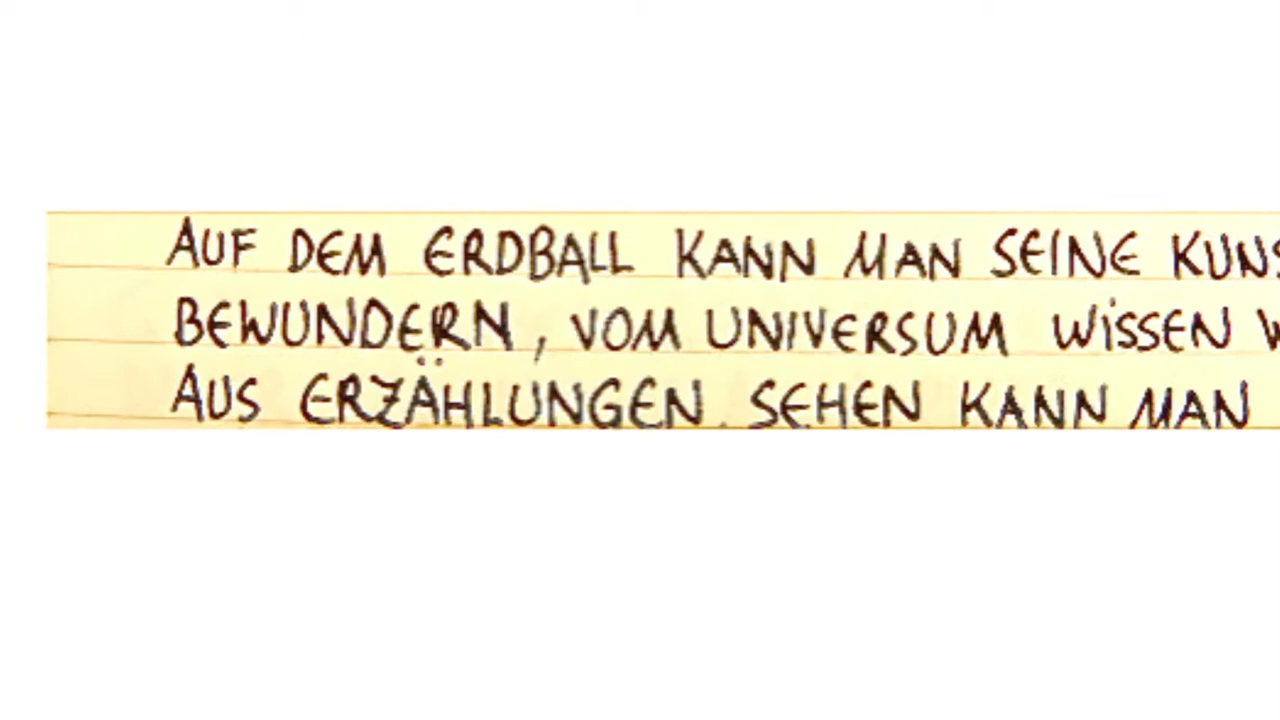 AUF DEM ERDBALL KANN MAN SEINE
BEWUNDERN, VOM UNIVERSUM WISSEN
AUS ERZÄHLUNGEN. SEHEN KANN MAN